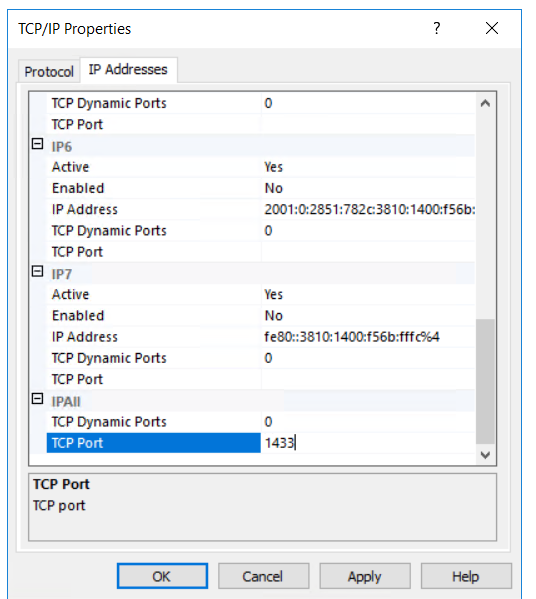 TCP/IP Properties ? ×
Protocol IP Addresses
TCP Dynamic Ports 0
TCP Port
IP6
Active Yes
Enabled No
IP Address 2001:0:2851:782c:3810:1400:f56b:
TCP Dynamic Ports 0
TCP Port
IP7
Active Yes
Enabled No
IP Address fe80::3810:1400:f56b:fffc%4
TCP Dynamic Ports 0
TCP Port
IPAll
TCP Dynamic Ports 0
TCP Port 1433
TCP Port
TCP port
OK Cancel Apply Help